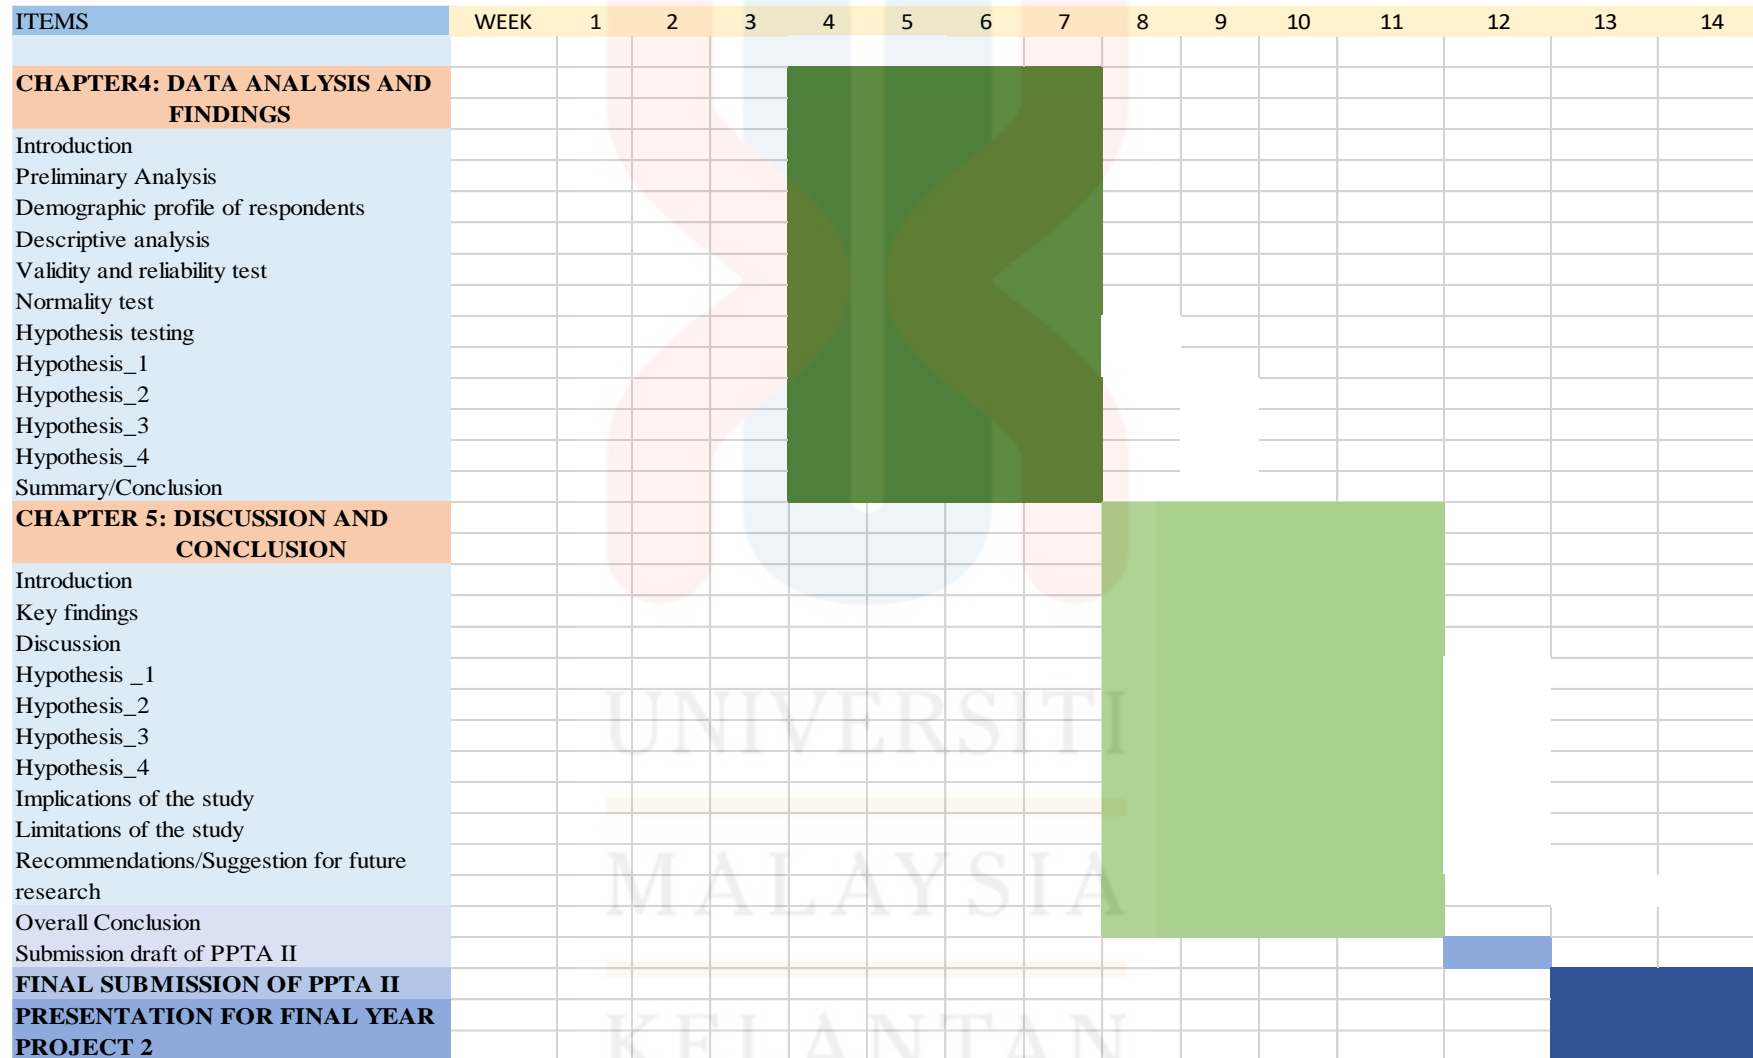 ITEMS WEEK 1 2 3 4 5 6 7 8 9 10 11 12 13 14
CHAPTER4: DATA ANALYSIS AND
FINDINGS
Introduction
Preliminary Analysis
Demographic profile of respondents
Descriptive analysis
Validity and reliability test
Normality test
Hypothesis testing
Hypothesis_1
Hypothesis_2
Hypothesis_3
Hypothesis_4
Summary/Conclusion
CHAPTER 5: DISCUSSION AND
CONCLUSION
Introduction
Key findings
Discussion
Hypothesis _1
Hypothesis_2
Hypothesis_3
Hypothesis_4
Implications of the study
Limitations of the study
Recommendations/Suggestion for future
research
Overall Conclusion
Submission draft of PPTA II
FINAL SUBMISSION OF PPTA II
PRESENTATION FOR FINAL YEAR
PROJECT 2
UNIVERSITI
MALAYSIA
KELANTAN